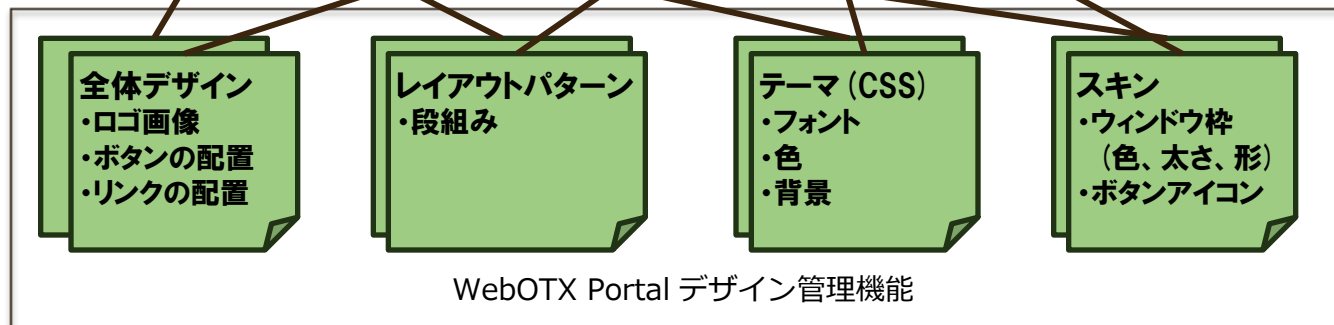 全体デザイン
・ロゴ画像
・ボタンの配置
・リンクの配置
レイアウトパターン
・段組み
テーマ(CSS)
・フォント
・色
・背景
スキン
・ウィンドウ枠
(色、太さ、形)
・ボタンアイコン
WebOTX Portal デザイン管理機能